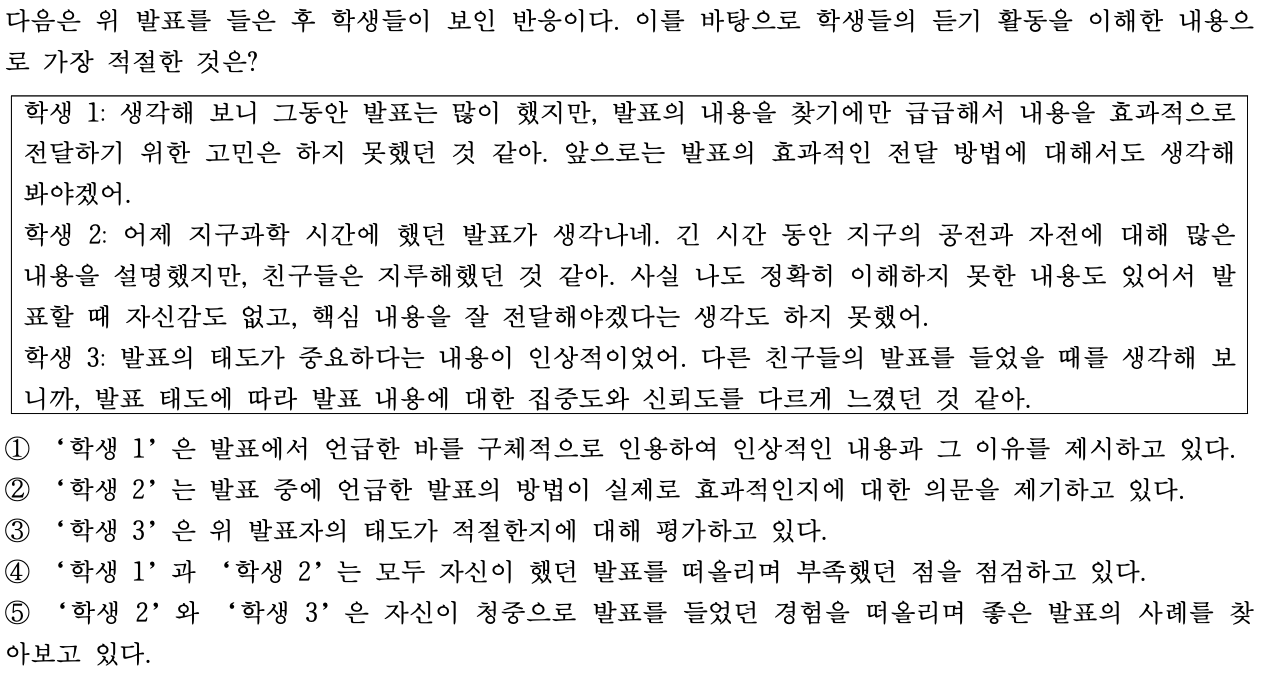 다음은 위 발표를 들은 후 학생들이 보인 반응이다. 이를 바탕으로 학생들의 듣기 활동을 이해한 내용으
로 가장 적절한 것은?
학생 1: 생각해 보니 그동안 발표는 많이 했지만, 발표의 내용을 찾기에만 급급해서 내용을 효과적으로
전달하기 위한 고민은 하지 못했던 것 같아. 앞으로는 발표의 효과적인 전달 방법에 대해서도 생각해
봐야겠어.
학생 2: 어제 지구과학 시간에 했던 발표가 생각나네. 긴 시간 동안 지구의 공전과 자전에 대해 많은
내용을 설명했지만, 친구들은 지루해했던 것 같아. 사실 나도 정확히 이해하지 못한 내용도 있어서 발
표할 때 자신감도 없고, 핵심 내용을 잘 전달해야겠다는 생각도 하지 못했어.
학생 3: 발표의 태도가 중요하다는 내용이 인상적이었어. 다른 친구들의 발표를 들었을 때를 생각해 보
니까, 발표 태도에 따라 발표 내용에 대한 집중도와 신뢰도를 다르게 느꼈던 것 같아.
① ‘학생 1’은 발표에서 언급한 바를 구체적으로 인용하여 인상적인 내용과 그 이유를 제시하고 있다.
② ‘학생 2’는 발표 중에 언급한 발표의 방법이 실제로 효과적인지에 대한 의문을 제기하고 있다.
③ ‘학생 3’은 위 발표자의 태도가 적절한지에 대해 평가하고 있다.
④ ‘학생 1’과 ‘학생 2’는 모두 자신이 했던 발표를 떠올리며 부족했던 점을 점검하고 있다.
⑤ ‘학생 2’와 ‘학생 3’은 자신이 청중으로 발표를 들었던 경험을 떠올리며 좋은 발표의 사례를 찾
아보고 있다.